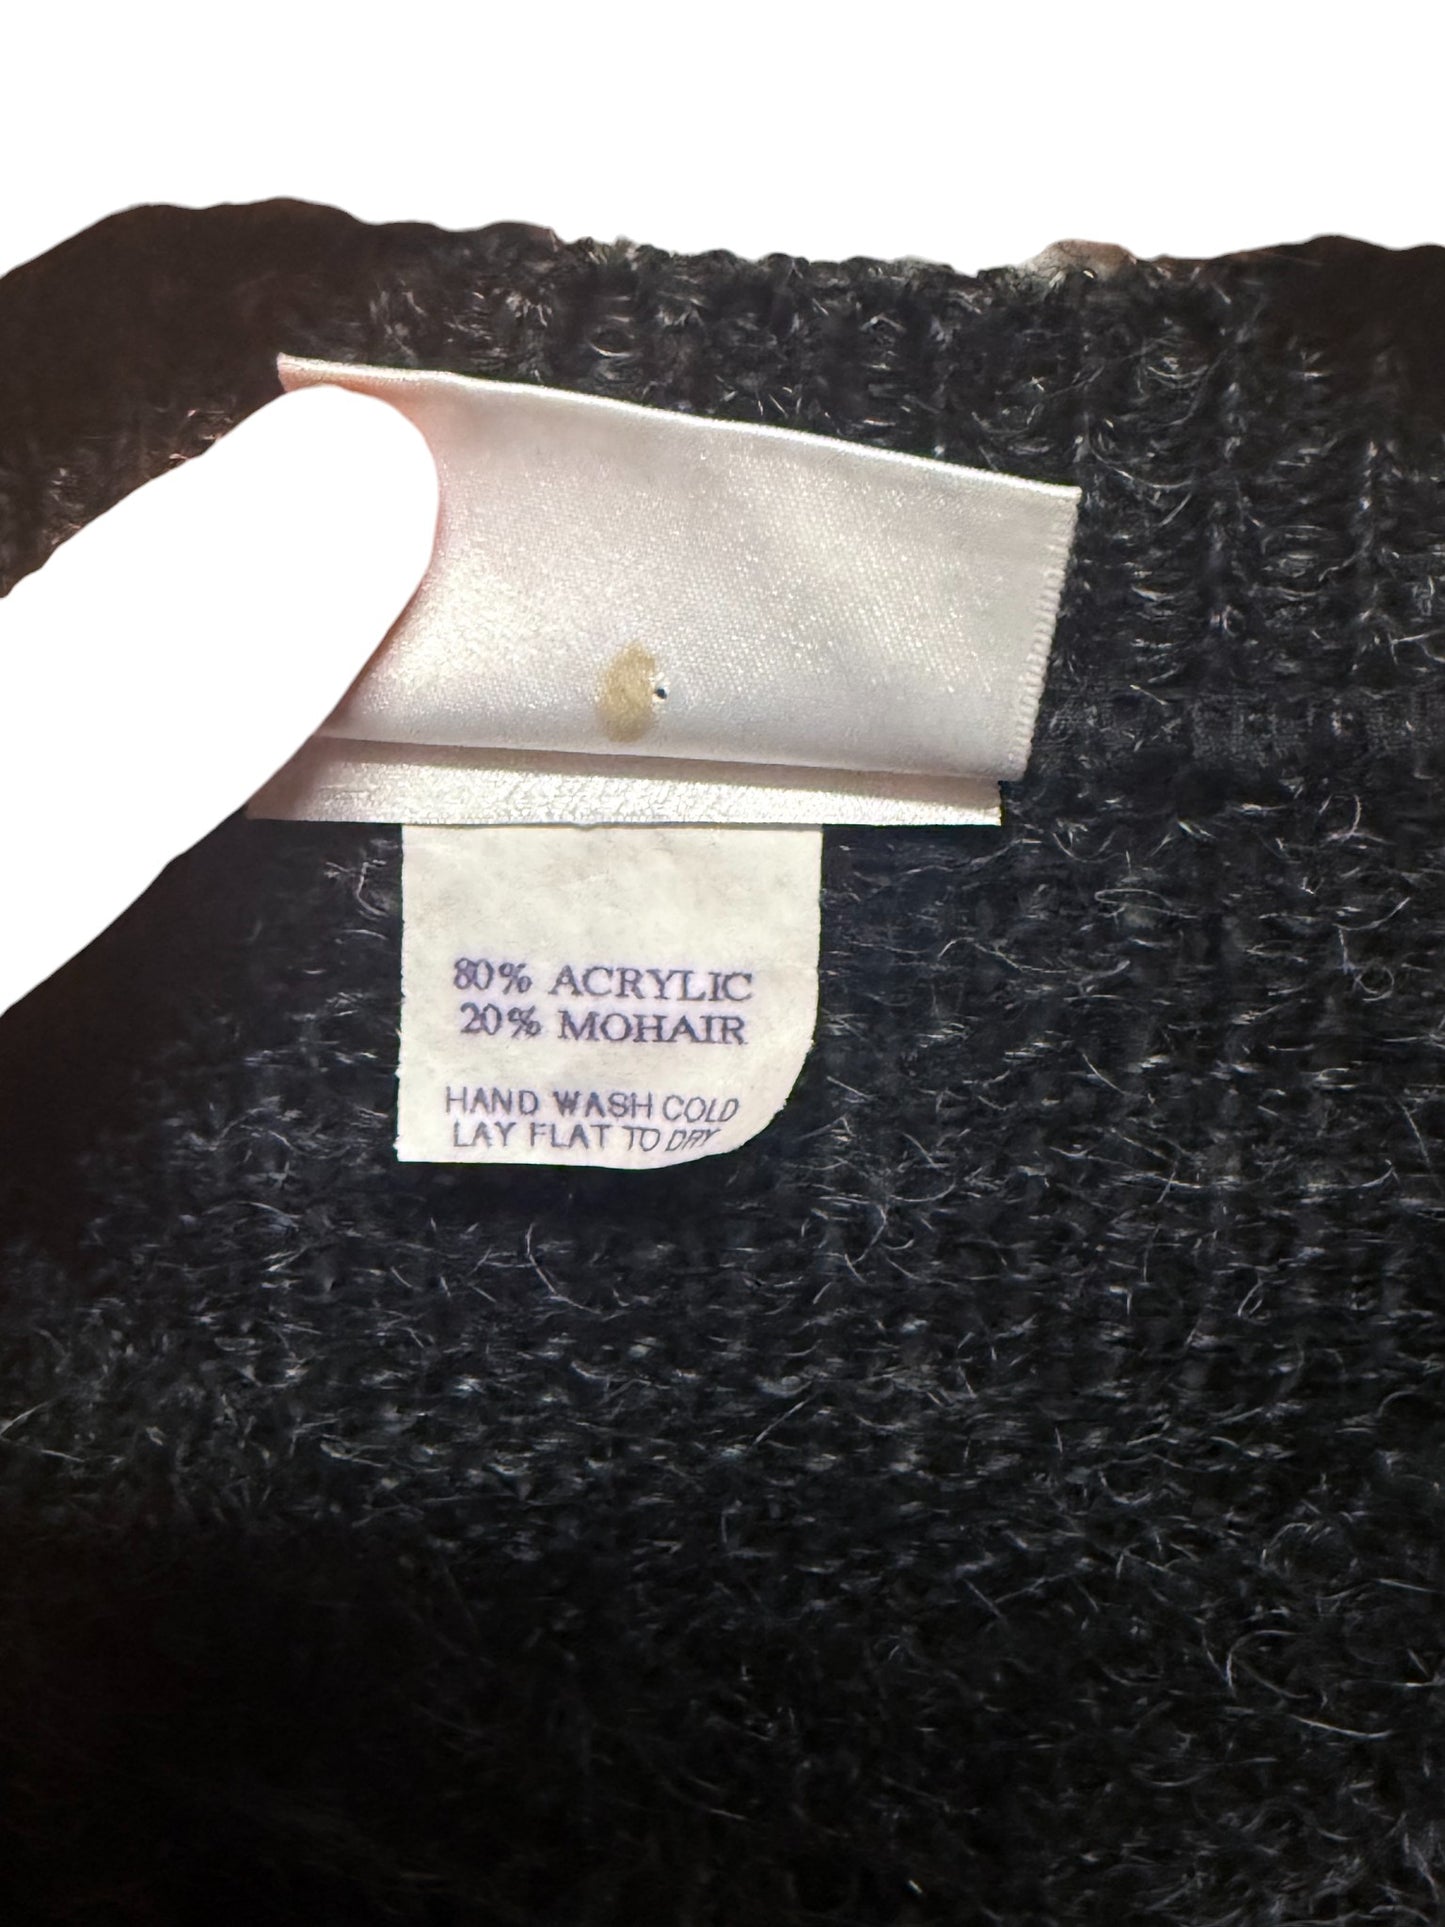 80% ACRYLIC
20% MOHAIR
HAND WASH COLD
LAY FLAT TO DRY